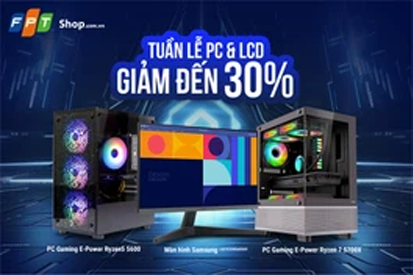 FPT Shop.com.vn
TUẦN LỄ PC & LCD
GIẢM ĐẾN 30%
PC Gaming E-Power Ryzen5 5600
Màn hình Samsung
PC Gaming E-Power Ryzen 7 5700X